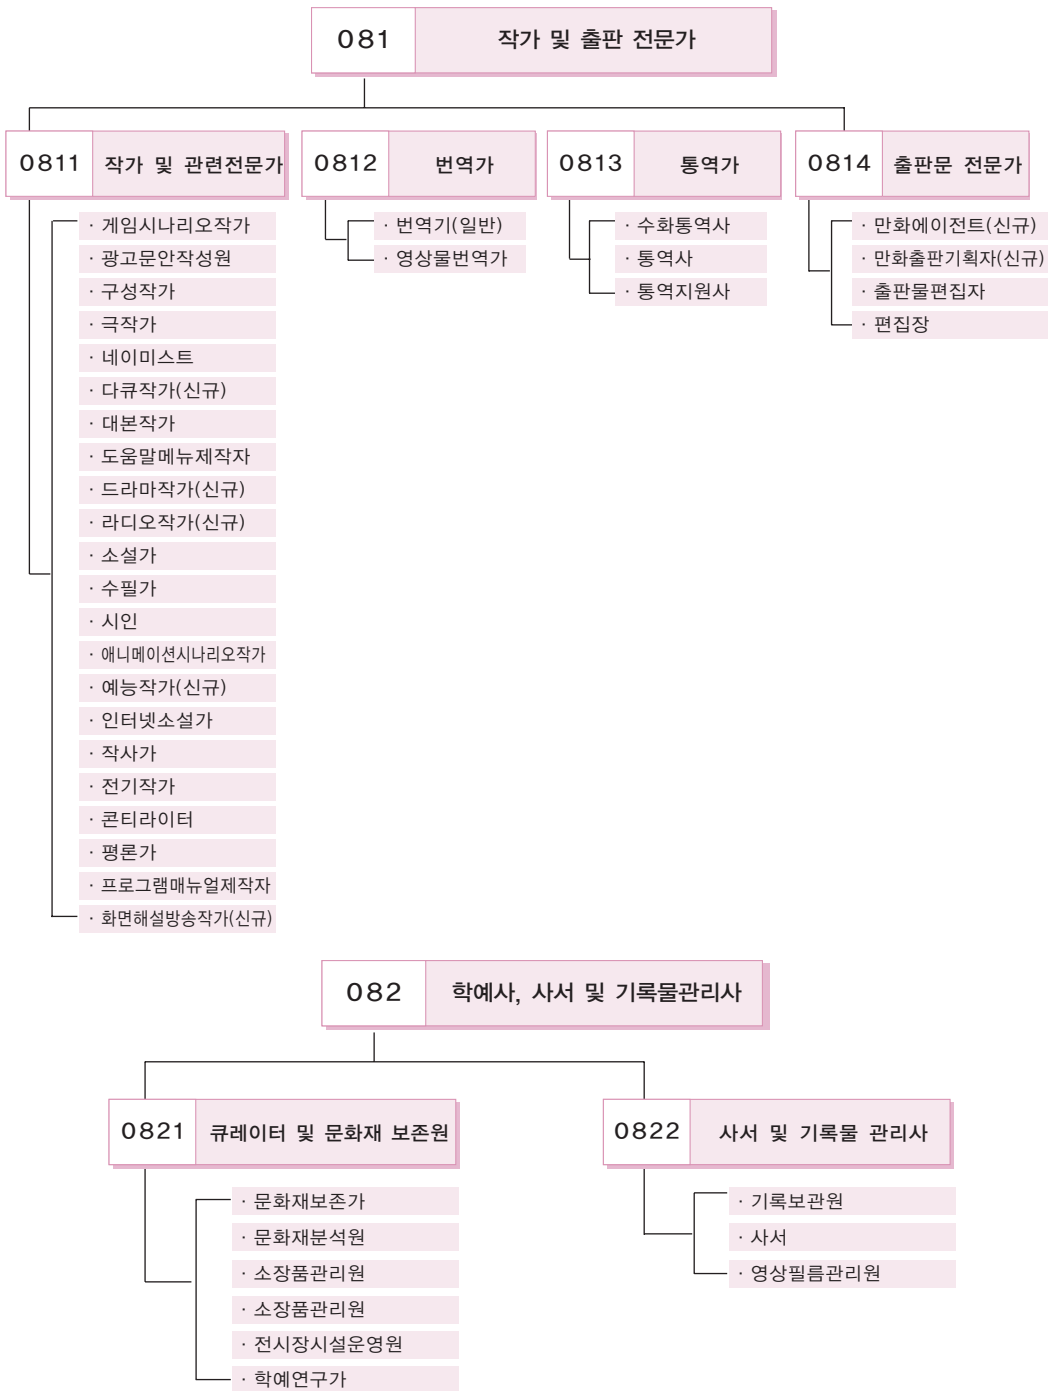 081 작가 및 출판 전문가
0811 작가 및 관련전문가
· 게임시나리오작가
· 광고문안작성원
· 구성작가
· 극작가
· 네이미스트
· 다큐작가(신규)
· 대본작가
· 도움말메뉴제작자
· 드라마작가(신규)
· 라디오작가(신규)
· 소설가
· 수필가
· 시인
· 애니메이션시나리오작가
· 예능작가(신규)
· 인터넷소설가
· 작사가
· 전기작가
· 콘티라이터
· 평론가
· 프로그램매뉴얼제작자
· 화면해설방송작가(신규)
0812 번역가
· 번역기(일반)
· 영상물번역가
0813 통역가
· 수화통역사
· 통역사
· 통역지원사
0814 출판문 전문가
· 만화에이전트(신규)
· 만화출판기획자(신규)
· 출판물편집자
· 편집장
082 학예사, 사서 및 기록물관리사
0821 큐레이터 및 문화재 보존원
· 문화재보존가
· 문화재분석원
· 소장품관리원
· 소장품관리원
· 전시장시설운영원
· 학예연구가
0822 사서 및 기록물 관리사
· 기록보관원
· 사서
· 영상필름관리원